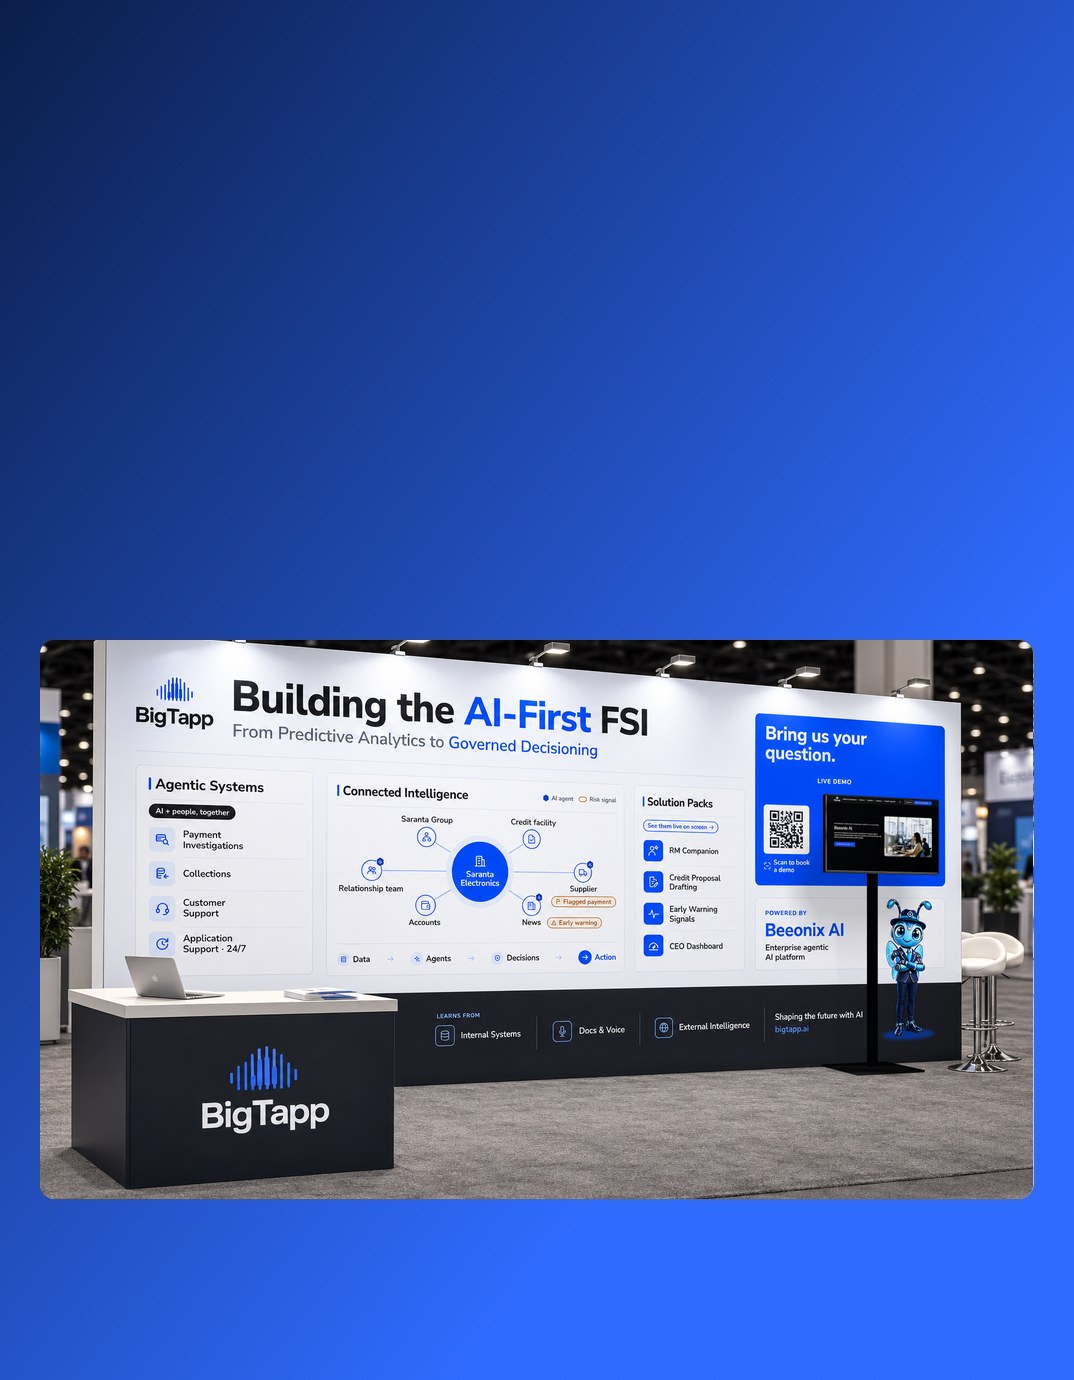 BigTapp
Building the AI-First FSI
From Predictive Analytics to Governed Decisioning
Agentic Systems
AI + people, together
Payment
Investigations
Collections
Customer
Support
Application
Support · 24/7
Connected Intelligence
AI agent
Risk signal
Saranta Group
Credit facility
Relationship team
Saranta
Electronics
Supplier
Flagged payment
Accounts
News
Early warning
Data
Agents
Decisions
Action
Solution Packs
See them live on screen →
RM Companion
Credit Proposal
Drafting
Early Warning
Signals
CEO Dashboard
Bring us your
question.
LIVE DEMO
Beeonix AI
Scan to book
a demo
POWERED BY
Beeonix AI
Enterprise agentic
AI platform
LEARNS FROM
Internal Systems
Docs & Voice
External Intelligence
Shaping the future with AI
bigtapp.ai
BigTapp